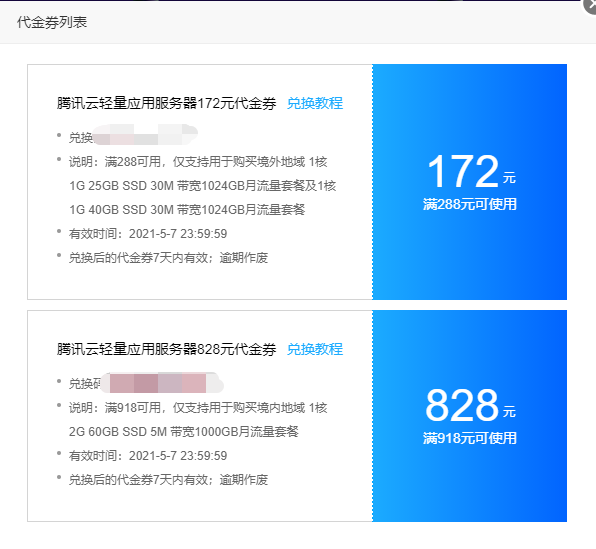 代金券列表
腾讯云轻量应用服务器172元代金券 兑换教程
兑换
说明：满288可用，仅支持用于购买境外地域 1核
1G 25GB SSD 30M 带宽1024GB月流量套餐及1核
1G 40GB SSD 30M 带宽1024GB月流量套餐
有效时间：2021-5-7 23:59:59
兑换后的代金券7天内有效；逾期作废
172 元
满288元可使用
腾讯云轻量应用服务器828元代金券 兑换教程
兑换码
说明：满918可用，仅支持用于购买境内地域 1核
2G 60GB SSD 5M 带宽1000GB月流量套餐
有效时间：2021-5-7 23:59:59
兑换后的代金券7天内有效；逾期作废
828 元
满918元可使用